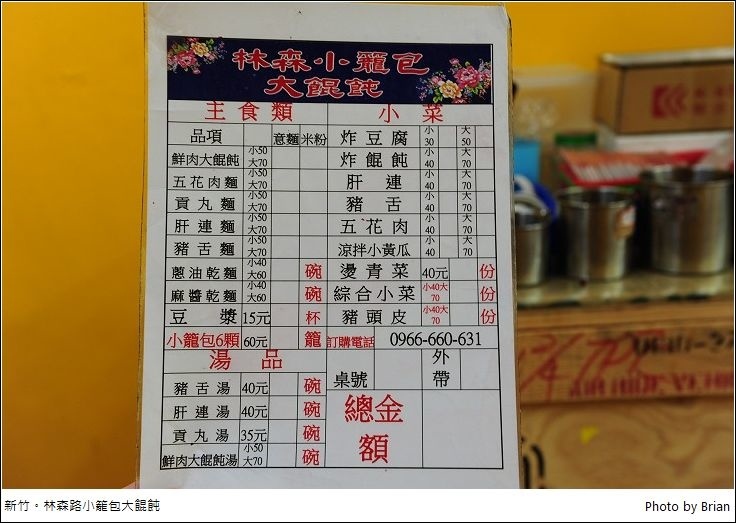 林森小籠包
大餛飩
主食類
品項 意麵 米粉
鮮肉大餛飩 小50 大70
五花肉麵 小50 大70
貢丸麵 小50 大70
肝連麵 小50 大70
豬舌麵 小50 大70
蔥油乾麵 小40 大60 碗
麻醬乾麵 小40 大60 碗
豆漿 15元 杯
小籠包6顆 60元 籠
湯品
豬舌湯 40元 碗
肝連湯 40元 碗
貢丸湯 35元 碗
鮮肉大餛飩湯 小50 大70 碗
小菜
炸豆腐 小30 大50
炸餛飩 小40 大70
肝連 小40 大70
豬舌 小40 大70
五花肉 小40 大70
涼拌小黃瓜 小40 大70
燙青菜 40元 份
綜合小菜 小40大70 份
豬頭皮 小40大70 份
訂購電話 0966-660-631
桌號 外帶
總金額
新竹。林森路小籠包大餛飩
Photo by Brian